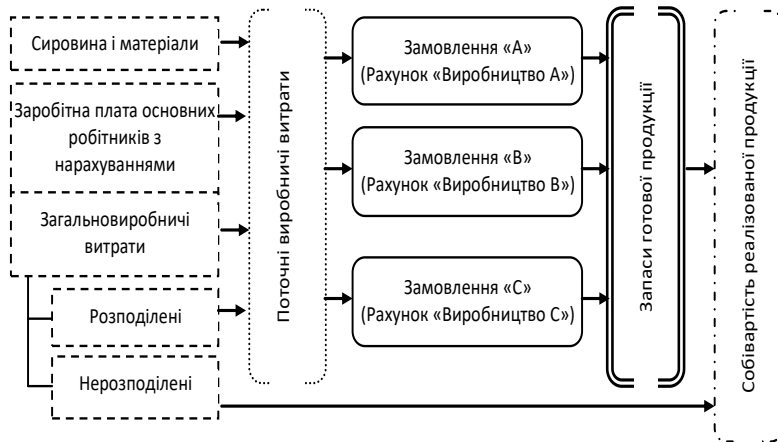 Сировина і матеріали
Заробітна плата основних
робітників з
нарахуваннями
Загальновиробничі
витрати
Розподілені
Нерозподілені
Поточні виробничі витрати
Замовлення «А»
(Рахунок «Виробництво А»)
Замовлення «В»
(Рахунок «Виробництво В»)
Замовлення «С»
(Рахунок «Виробництво С»)
Запаси готової продукції
Собівартість реалізованої продукції